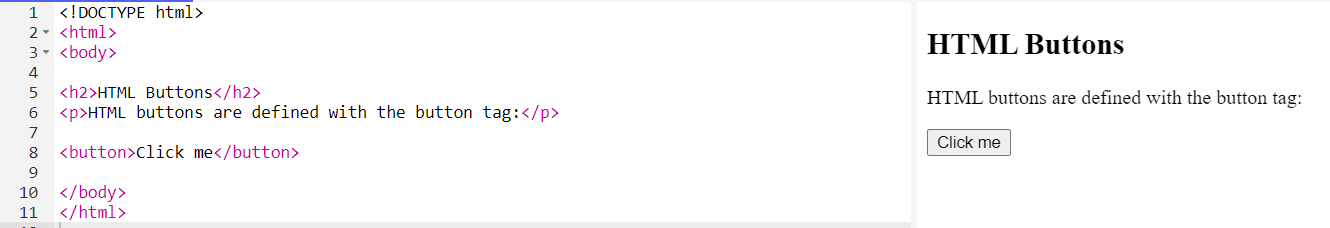 1 <!DOCTYPE html>
2 <html>
3 <body>
4
5 <h2>HTML Buttons</h2>
6 <p>HTML buttons are defined with the button tag:</p>
7
8 <button>Click me</button>
9
10 </body>
11 </html>
HTML Buttons
HTML buttons are defined with the button tag:
Click me